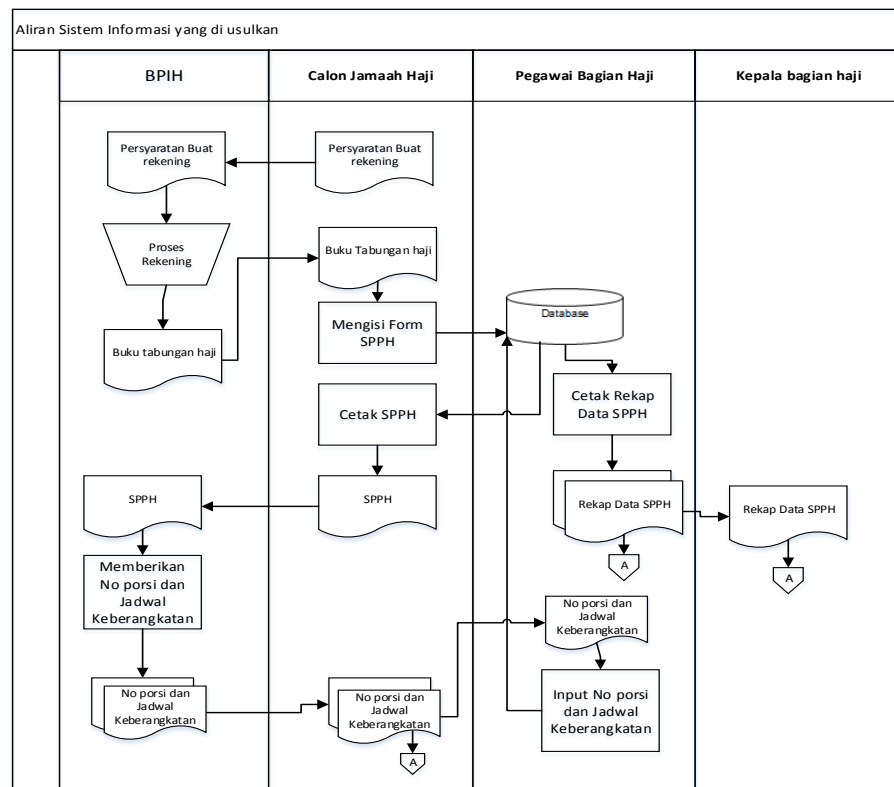 Aliran Sistem Informasi yang di usulkan
BPIH
Calon Jamaah Haji
Pegawai Bagian Haji
Kepala bagian haji
Persyaratan Buat
rekening
Persyaratan Buat
rekening
Proses
Rekening
Buku Tabungan haji
Buku tabungan haji
Mengisi Form
SPPH
Database
Cetak SPPH
Cetak Rekap
Data SPPH
SPPH
SPPH
Rekap Data SPPH
Rekap Data SPPH
A
A
Memberikan
No porsi dan
Jadwal
Keberangkatan
No porsi dan
Jadwal
Keberangkatan
No porsi dan
Jadwal
Keberangkatan
A
No porsi dan
Jadwal
Keberangkatan
Input No porsi
dan Jadwal
Keberangkatan